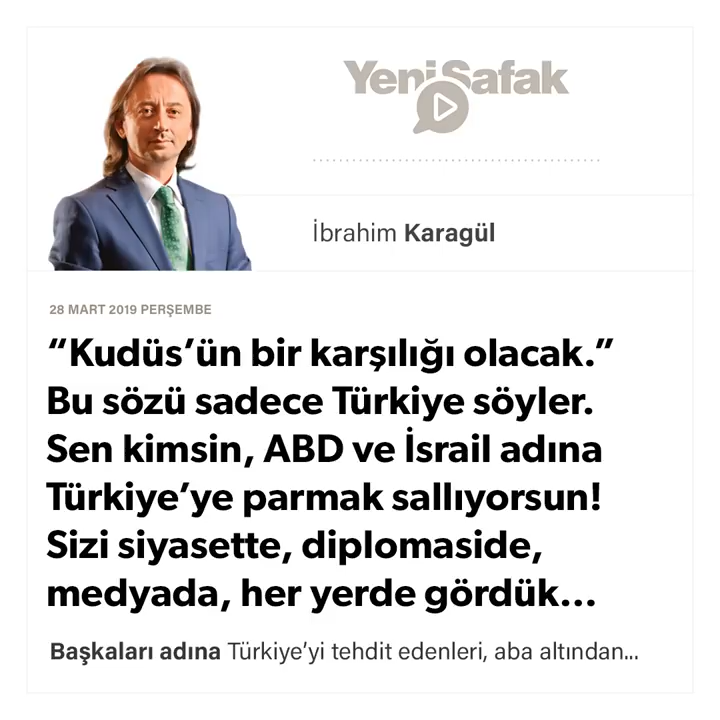 Yeni Şafak
İbrahim Karagül
28 MART 2019 PERŞEMBE
“Kudüs’ün bir karşılığı olacak.”
Bu sözü sadece Türkiye söyler.
Sen kimsin, ABD ve İsrail adına
Türkiye’ye parmak sallıyorsun!
Sizi siyasette, diplomaside,
medyada, her yerde gördük...
Başkaları adına Türkiye’yi tehdit edenleri, aba altından...